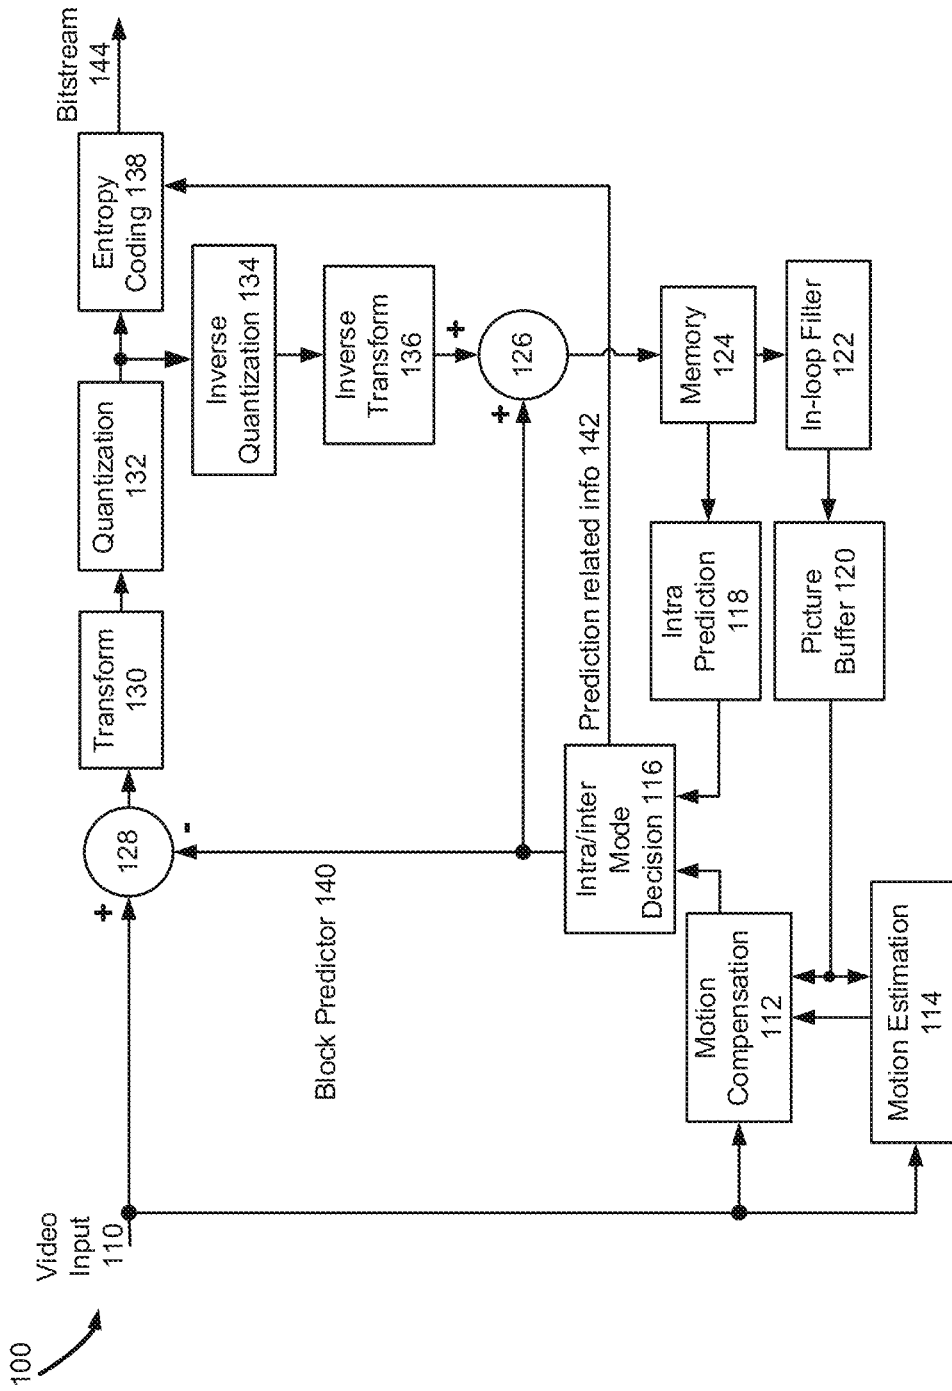 100
Video
Input
110
+
128
-
Transform
130
Quantization
132
Entropy
Coding 138
Bitstream
144
Inverse
Quantization 134
Inverse
Transform
136
+
+
126
Block Predictor 140
Prediction related info 142
Intra/inter
Mode
Decision 116
Intra
Prediction
118
Memory
124
In-loop Filter
122
Picture
Buffer 120
Motion
Compensation
112
Motion Estimation
114